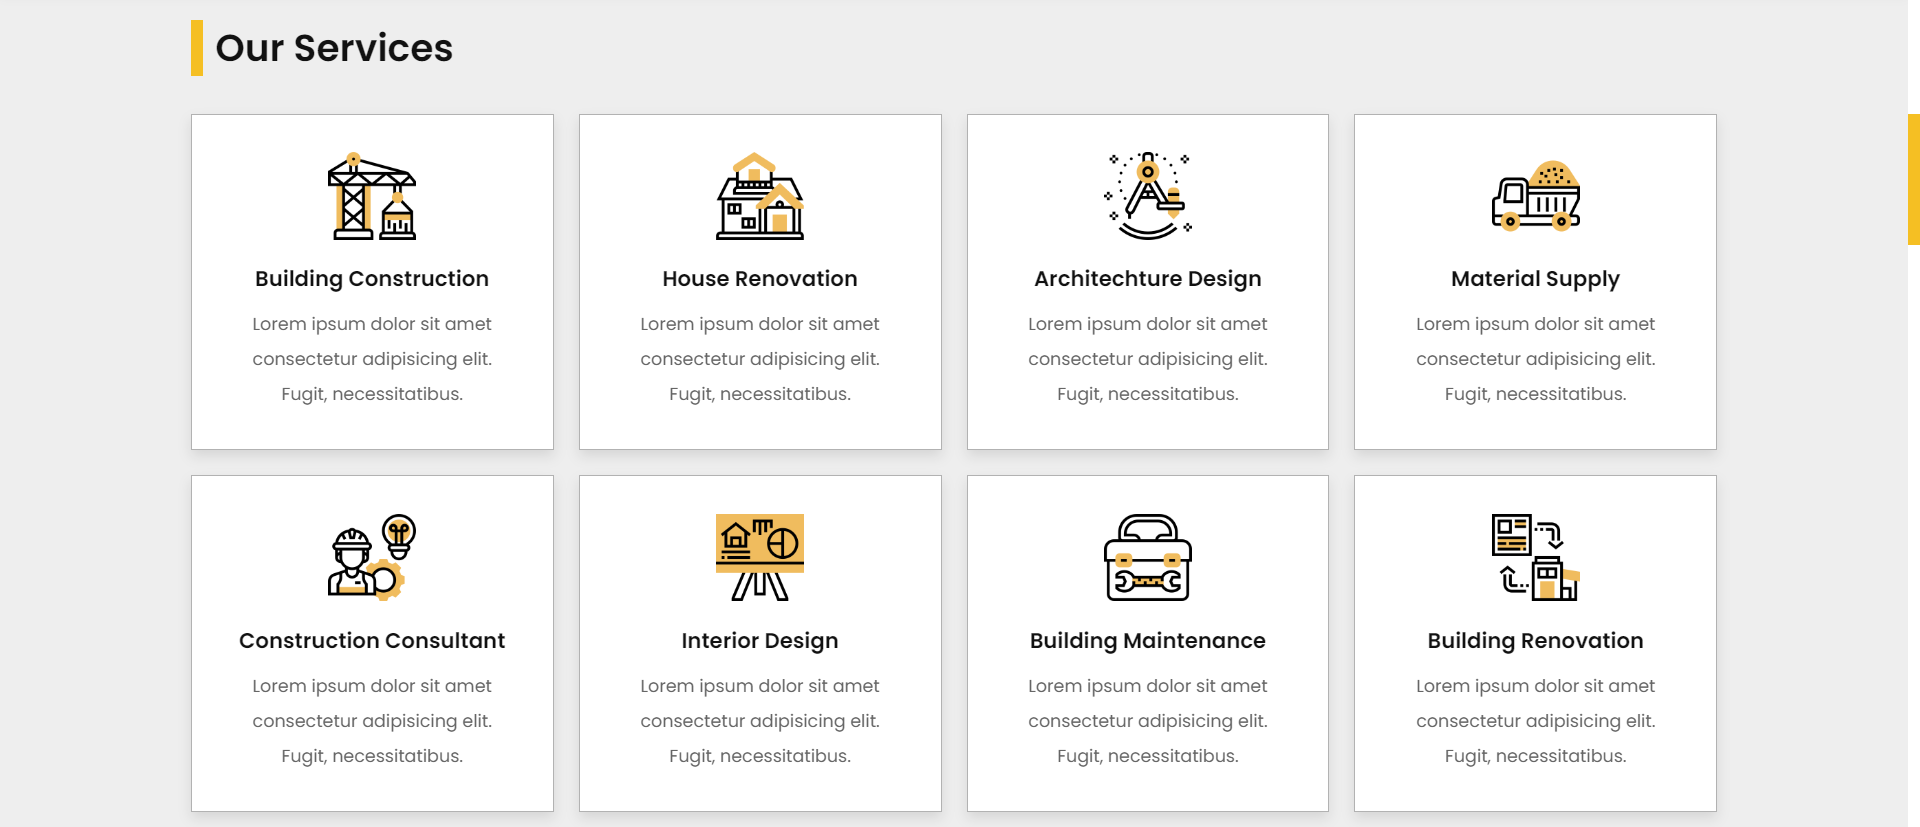 Our Services
Building Construction
Lorem ipsum dolor sit amet
consectetur adipisicing elit.
Fugit, necessitatibus.
House Renovation
Lorem ipsum dolor sit amet
consectetur adipisicing elit.
Fugit, necessitatibus.
Architechture Design
Lorem ipsum dolor sit amet
consectetur adipisicing elit.
Fugit, necessitatibus.
Material Supply
Lorem ipsum dolor sit amet
consectetur adipisicing elit.
Fugit, necessitatibus.
Construction Consultant
Lorem ipsum dolor sit amet
consectetur adipisicing elit.
Fugit, necessitatibus.
Interior Design
Lorem ipsum dolor sit amet
consectetur adipisicing elit.
Fugit, necessitatibus.
Building Maintenance
Lorem ipsum dolor sit amet
consectetur adipisicing elit.
Fugit, necessitatibus.
Building Renovation
Lorem ipsum dolor sit amet
consectetur adipisicing elit.
Fugit, necessitatibus.